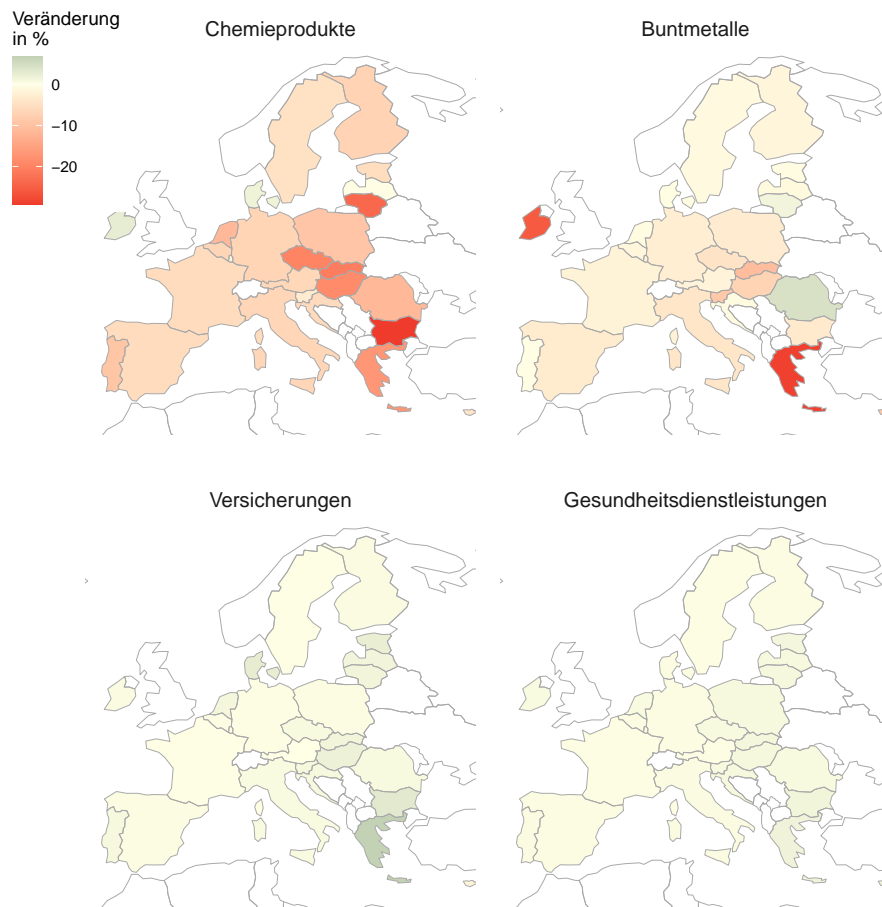 Veränderung
in %
0
−10
−20
Chemieprodukte
Buntmetalle
Versicherungen
Gesundheitsdienstleistungen